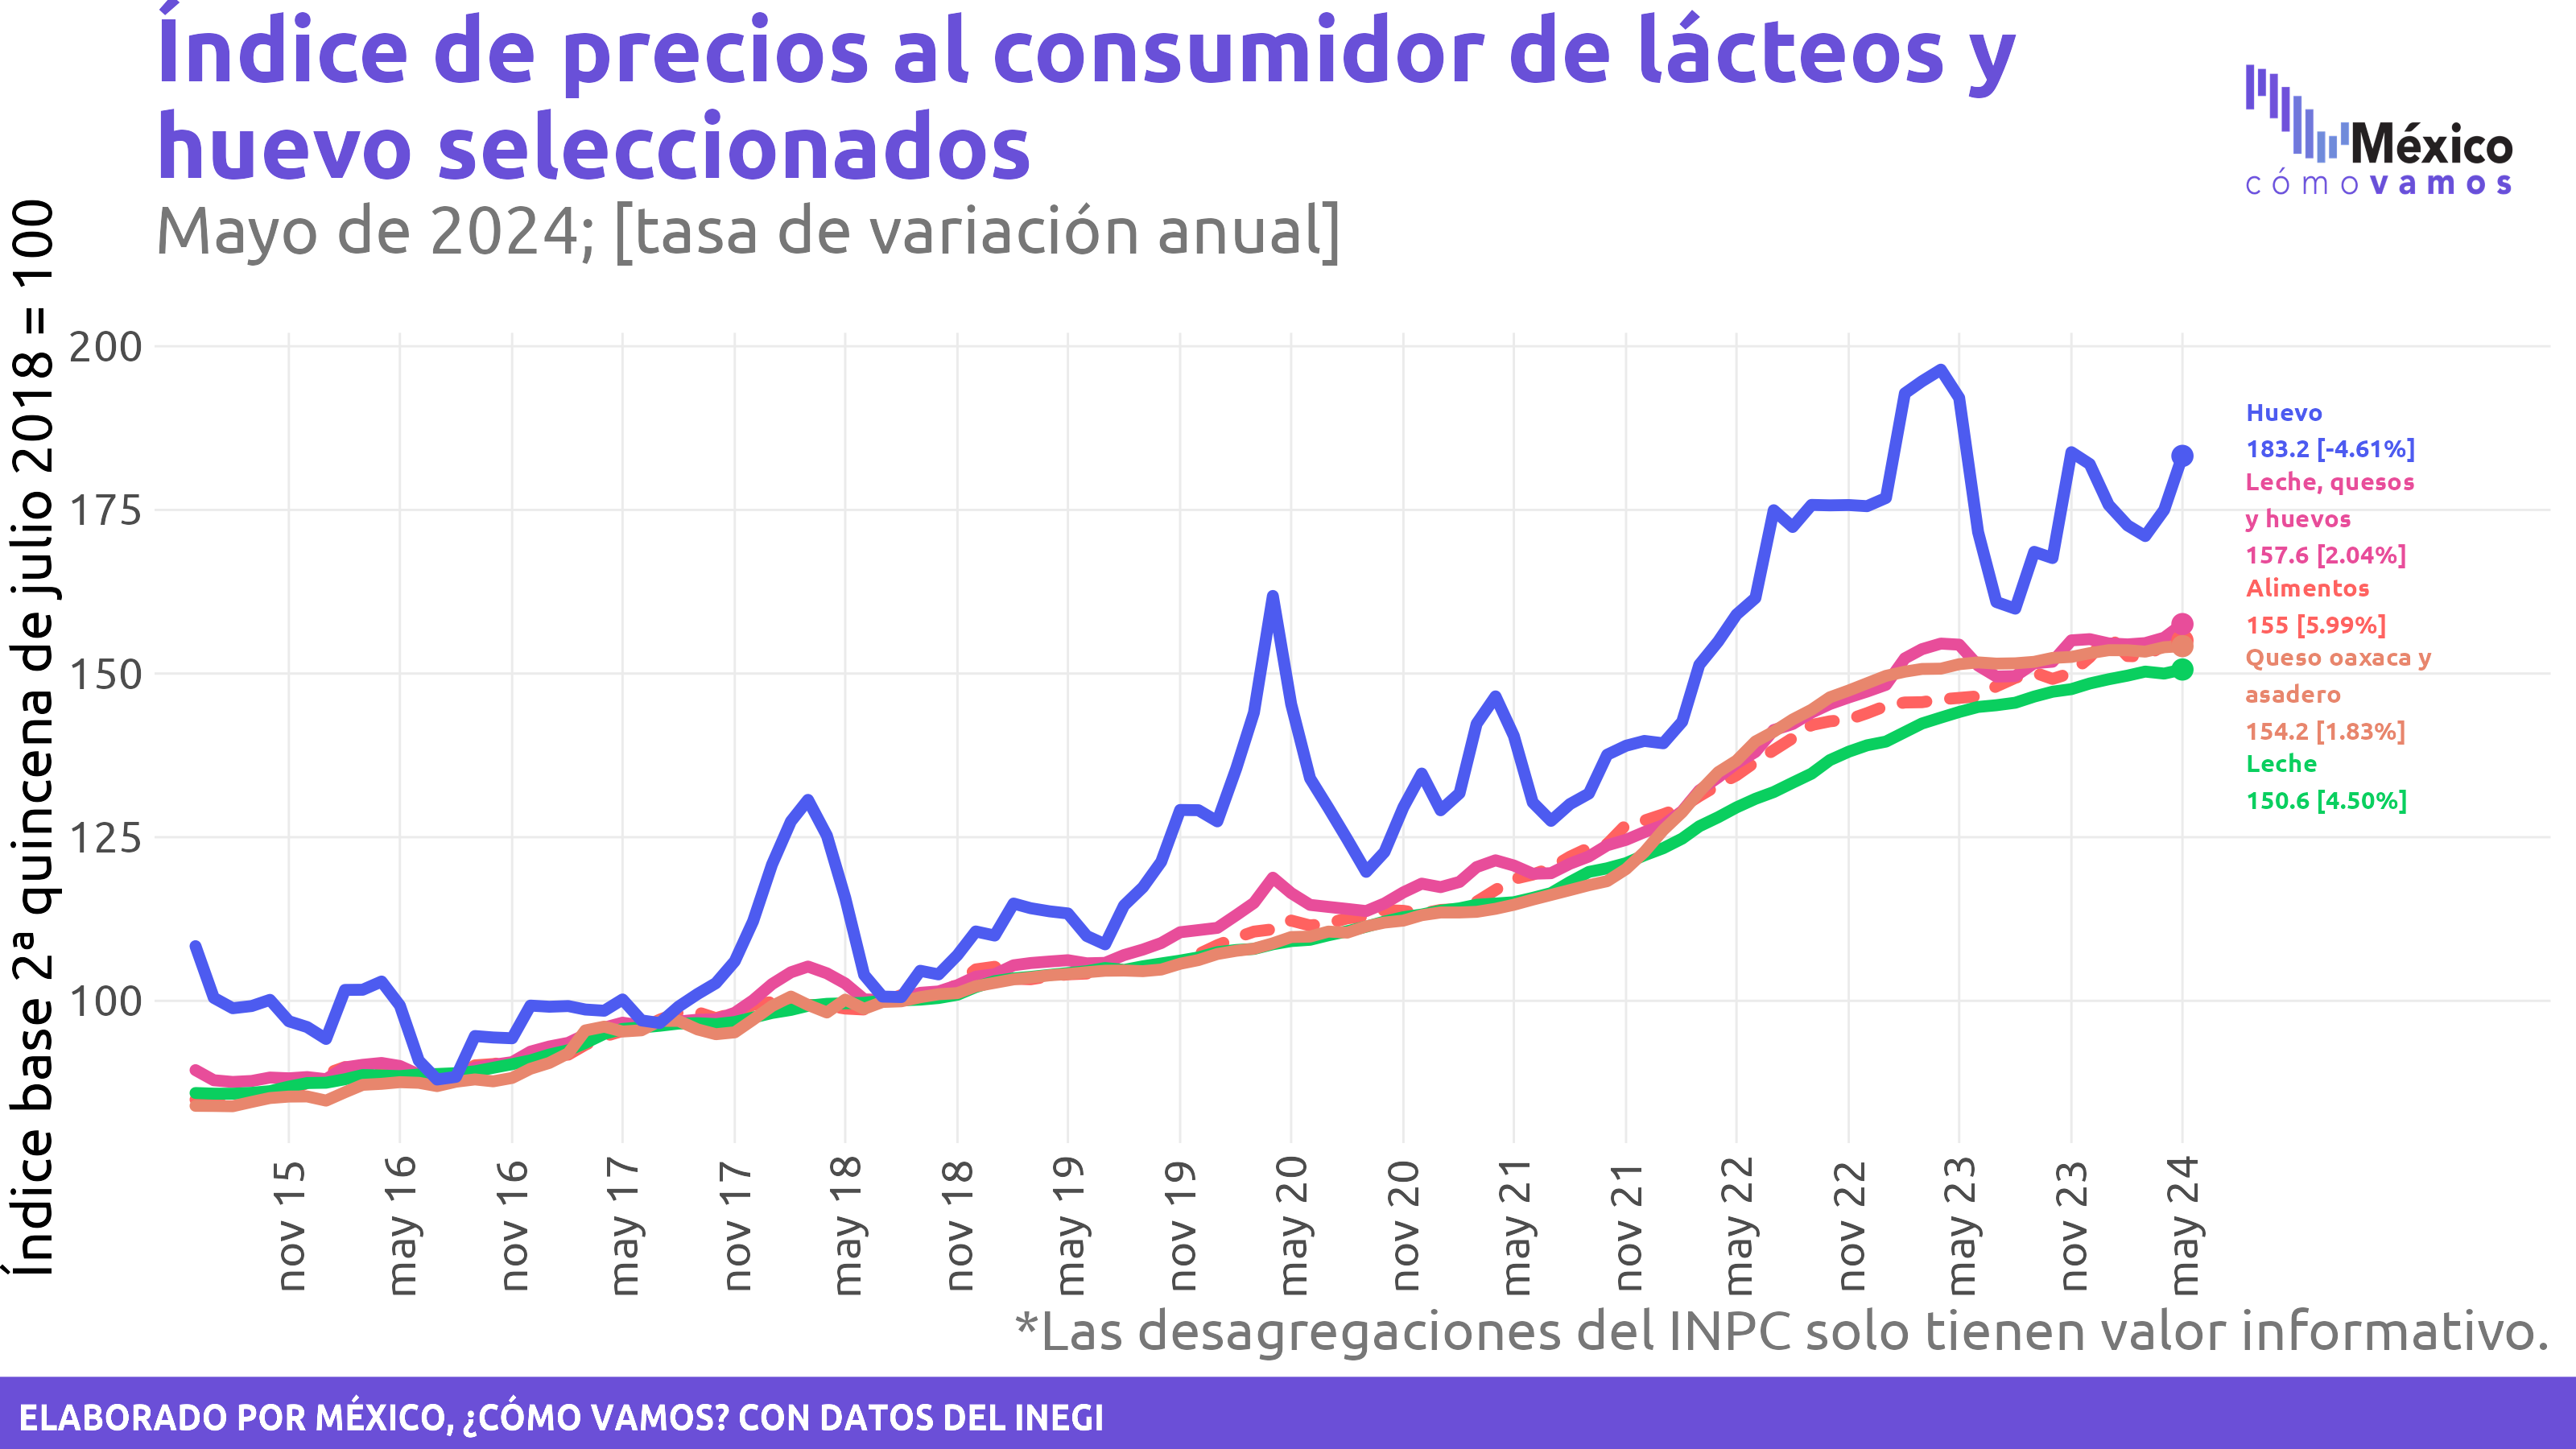 Índice de precios al consumidor de lácteos y
huevo seleccionados
Mayo de 2024; [tasa de variación anual]
México
cómo vamos
Índice base 2ª quincena de julio 2018 = 100
200
175
150
125
100
Huevo
183.2 [-4.61%]
Leche, quesos
y huevos
157.6 [2.04%]
Alimentos
155 [5.99%]
Queso oaxaca y
asadero
154.2 [1.83%]
Leche
150.6 [4.50%]
nov 15
may 16
nov 16
may 17
nov 17
may 18
nov 18
may 19
nov 19
may 20
nov 20
may 21
nov 21
may 22
nov 22
may 23
nov 23
may 24
*Las desagregaciones del INPC solo tienen valor informativo.
ELABORADO POR MÉXICO, ¿CÓMO VAMOS? CON DATOS DEL INEGI